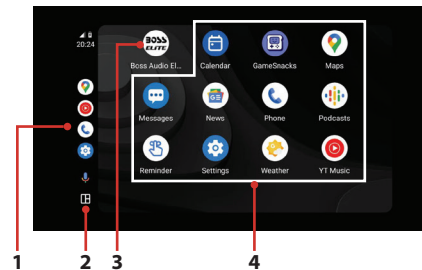 20:24
BOSS
ELITE
Boss Audio El... Calendar GameSnacks Maps
Messages News Phone Podcasts
Reminder Settings Weather YT Music
1 2 3 4